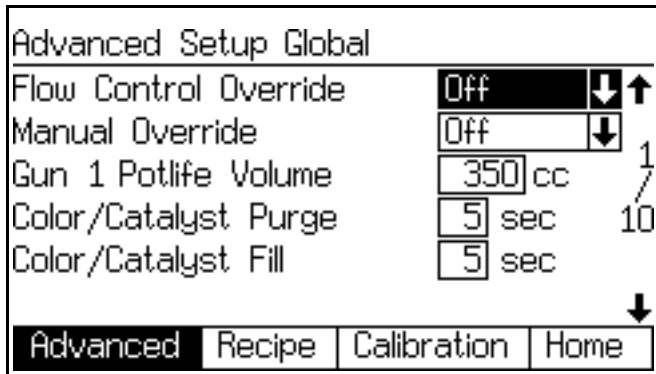 Advanced Setup Global
Flow Control Override Off
Manual Override Off
Gun 1 Potlife Volume 350 cc
Color/Catalyst Purge 5 sec
Color/Catalyst Fill 5 sec
1/10
Advanced Recipe Calibration Home